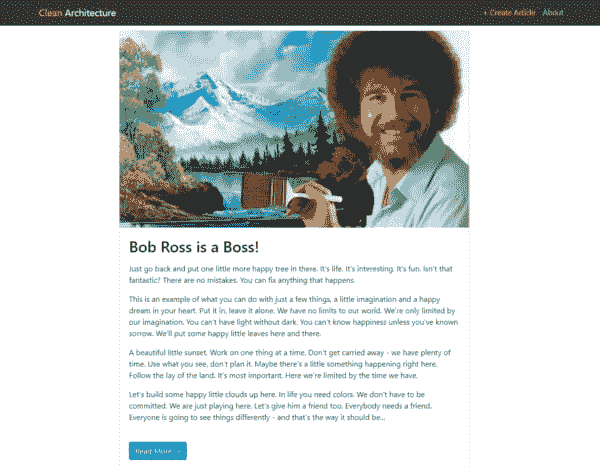 Clean Architecture
+ Create Article About
Bob Ross is a Boss!
Just go back and put one little more happy tree in there. It's life. It's interesting. It's fun. Isn't that
fantastic? There are no mistakes. You can fix anything that happens.
This is an example of what you can do with just a few things, a little imagination and a happy
dream in your heart. Put it in, leave it alone. We have no limits to our world. We're only limited by
our imagination. You can't have light without dark. You can't know happiness unless you've known
sorrow. We'll put some happy little leaves here and there.
A beautiful little sunset. Work on one thing at a time. Don't get carried away - we have plenty of
time. Use what you see, don't plan it. Maybe there's a little something happening right here.
Follow the lay of the land. It's most important. Here we're limited by the time we have.
Let's build some happy little clouds up here. In life you need colors. We don't have to be
committed. We are just playing here. Let's give him a friend too. Everybody needs a friend.
Everyone is going to see things differently - and that's the way it should be...
Read More →